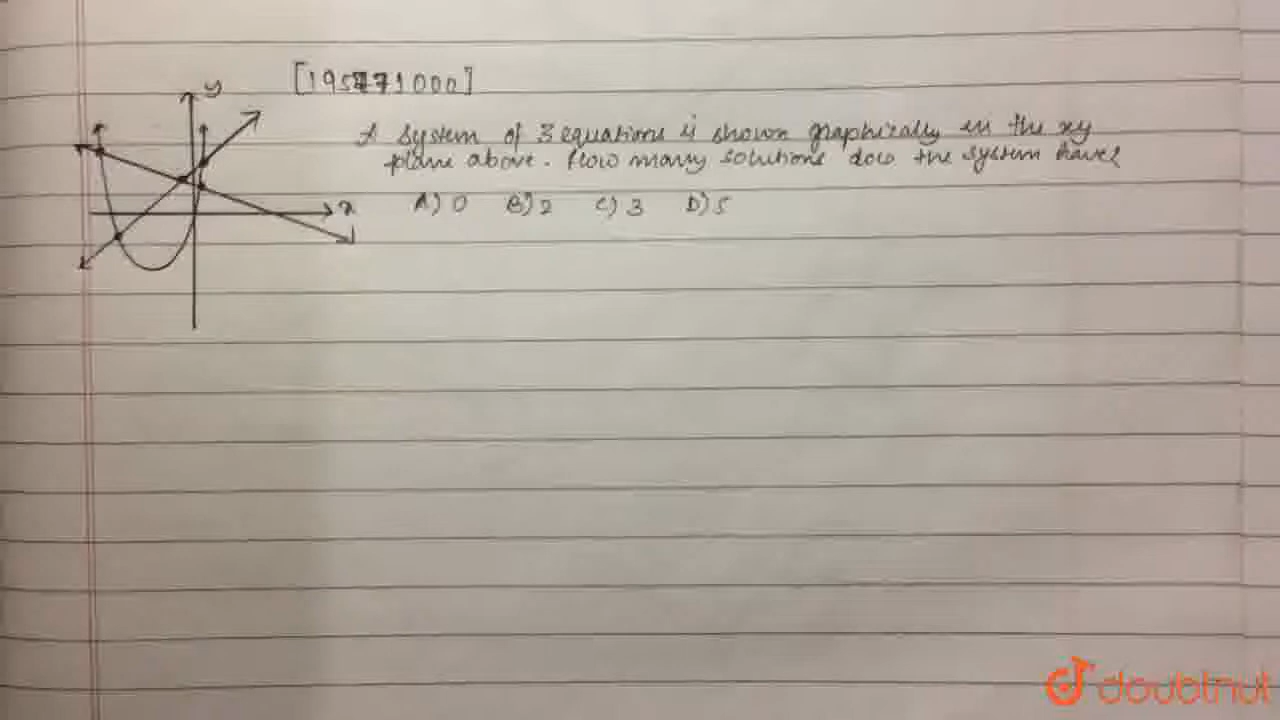 y
[195771000]
A system of 3 equations is shown graphically in the xy
plane above. How many solutions does the system have?
x
A) 0 B) 2 C) 3 D) 5
doubtnut